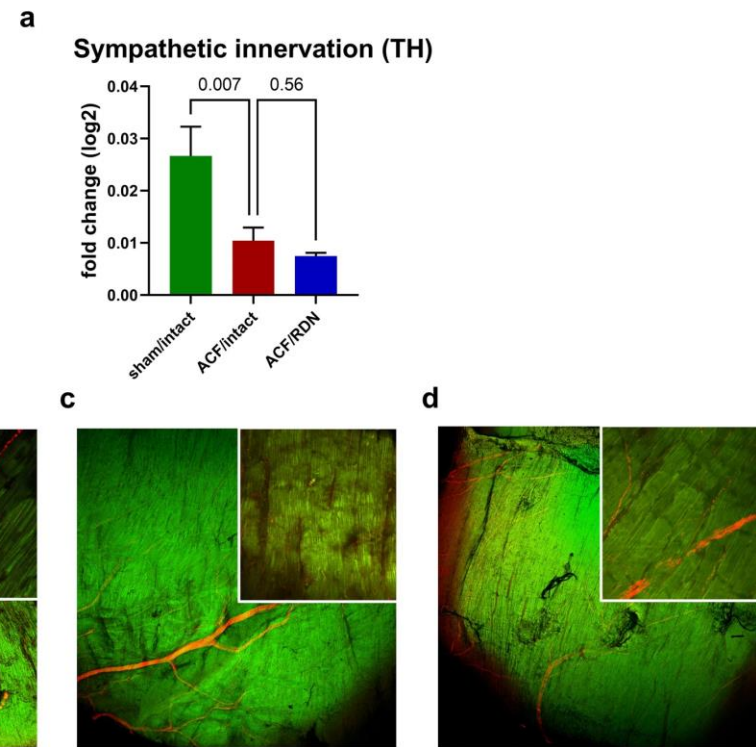 a
Sympathetic innervation (TH)
0.007 0.56
fold change (log2)
0.04
0.03
0.02
0.01
0.00
sham/intact
ACF/intact
ACF/RDN
c
d